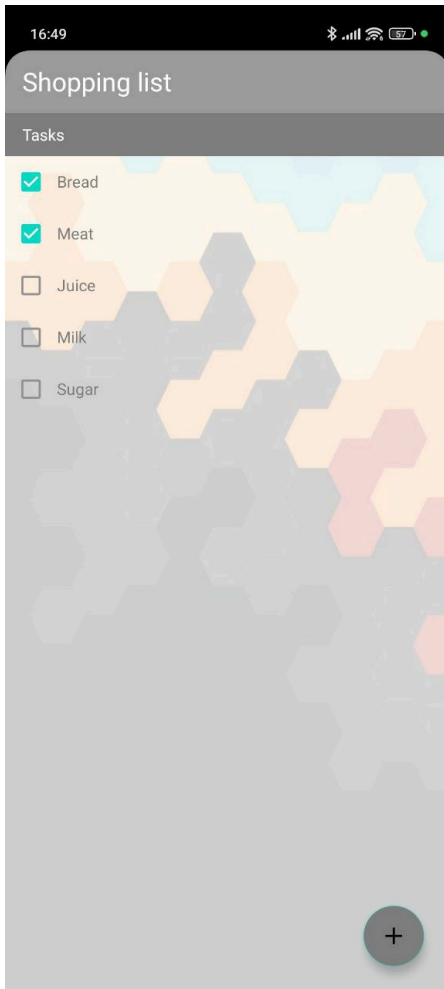 16:49
57
Shopping list
Tasks
Bread
Meat
Juice
Milk
Sugar
+